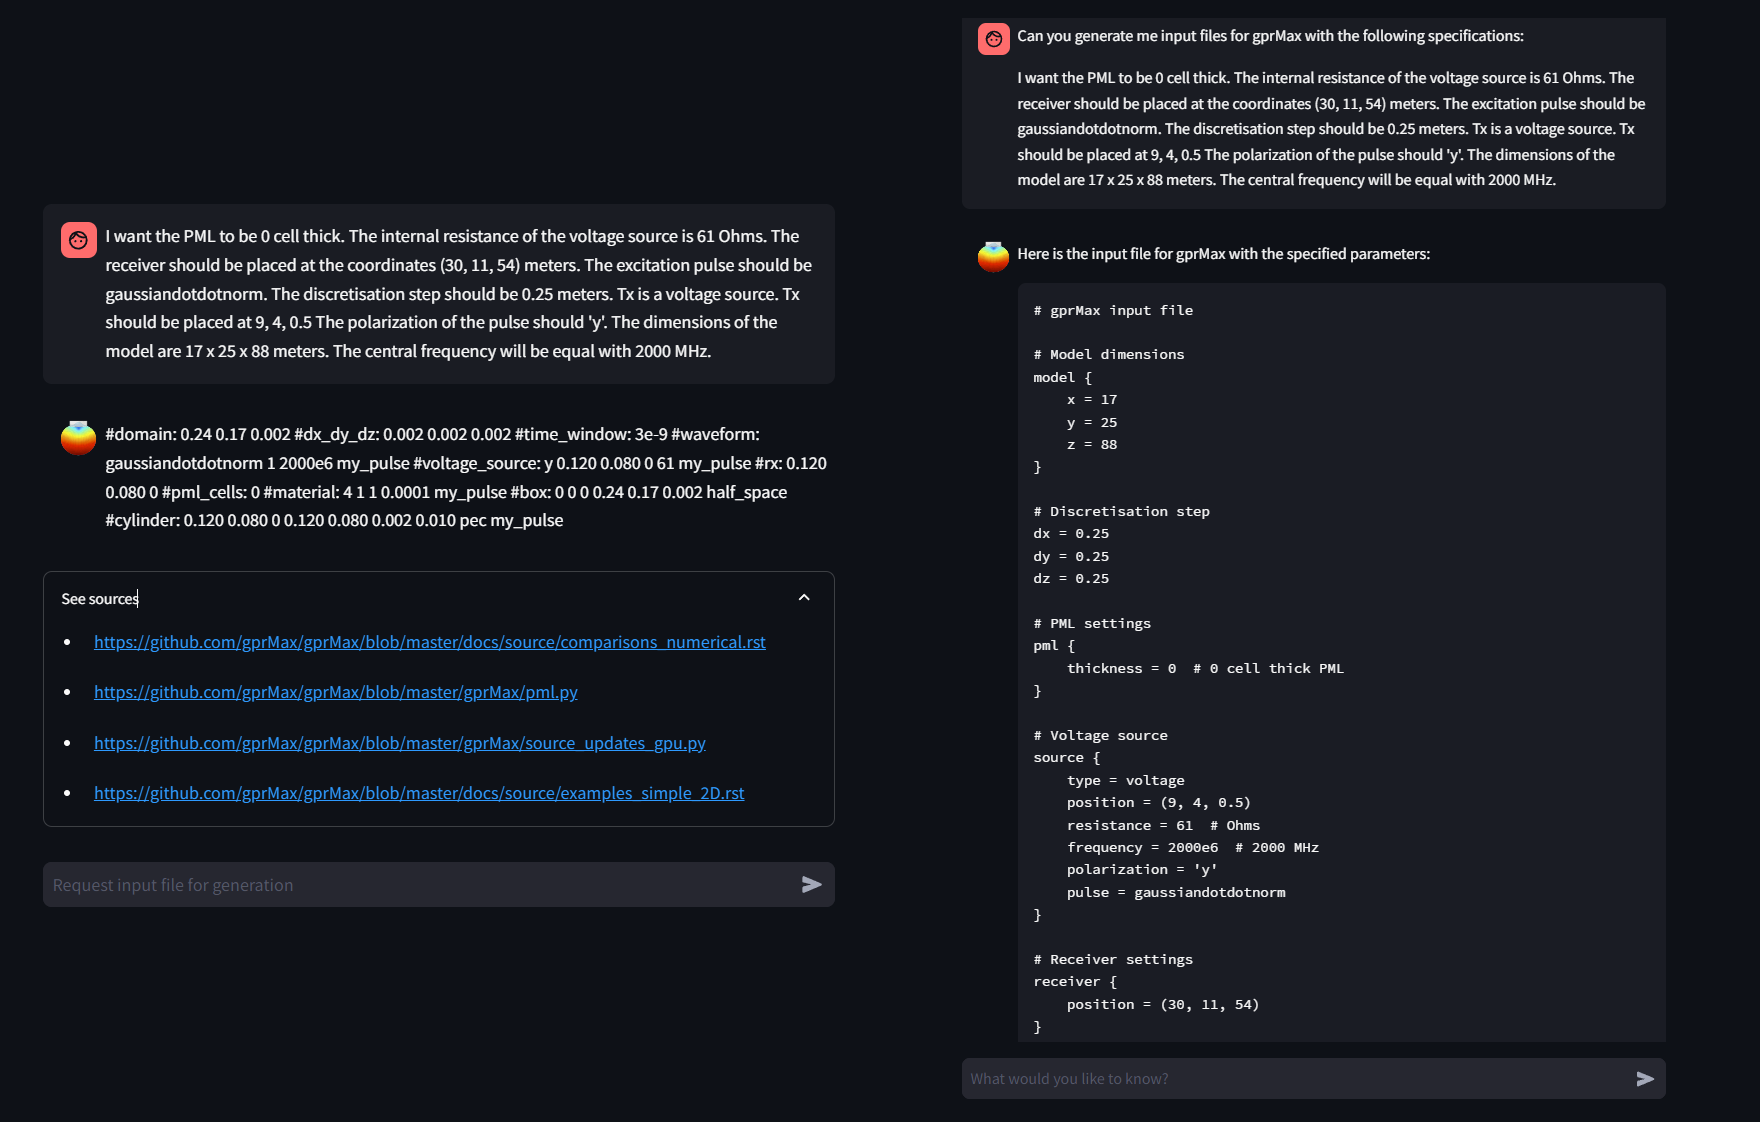 I want the PML to be 0 cell thick. The internal resistance of the voltage source is 61 Ohms. The
receiver should be placed at the coordinates (30, 11, 54) meters. The excitation pulse should be
gaussiandotdotnorm. The discretisation step should be 0.25 meters. Tx is a voltage source. Tx
should be placed at 9, 4, 0.5 The polarization of the pulse should 'y'. The dimensions of the
model are 17 x 25 x 88 meters. The central frequency will be equal with 2000 MHz.
#domain: 0.24 0.17 0.002 #dx_dy_dz: 0.002 0.002 0.002 #time_window: 3e-9 #waveform:
gaussiandotdotnorm 1 2000e6 my_pulse #voltage_source: y 0.120 0.080 0 61 my_pulse #rx: 0.120
0.080 0 #pml_cells: 0 #material: 4 1 1 0.0001 my_pulse #box: 0 0 0 0.24 0.17 0.002 half_space
#cylinder: 0.120 0.080 0 0.120 0.080 0.002 0.010 pec my_pulse
See sources
https://github.com/gprMax/gprMax/blob/master/docs/source/comparisons_numerical.rst
https://github.com/gprMax/gprMax/blob/master/gprMax/pml.py
https://github.com/gprMax/gprMax/blob/master/gprMax/source_updates_gpu.py
https://github.com/gprMax/gprMax/blob/master/docs/source/examples_simple_2D.rst
Request input file for generation
Can you generate me input files for gprMax with the following specifications:
I want the PML to be 0 cell thick. The internal resistance of the voltage source is 61 Ohms. The
receiver should be placed at the coordinates (30, 11, 54) meters. The excitation pulse should be
gaussiandotdotnorm. The discretisation step should be 0.25 meters. Tx is a voltage source. Tx
should be placed at 9, 4, 0.5 The polarization of the pulse should 'y'. The dimensions of the
model are 17 x 25 x 88 meters. The central frequency will be equal with 2000 MHz.
Here is the input file for gprMax with the specified parameters:
# gprMax input file
# Model dimensions
model {
x = 17
y = 25
z = 88
}
# Discretisation step
dx = 0.25
dy = 0.25
dz = 0.25
# PML settings
pml {
thickness = 0  # 0 cell thick PML
}
# Voltage source
source {
type = voltage
position = (9, 4, 0.5)
resistance = 61  # Ohms
frequency = 2000e6  # 2000 MHz
polarization = 'y'
pulse = gaussiandotdotnorm
}
# Receiver settings
receiver {
position = (30, 11, 54)
}
What would you like to know?